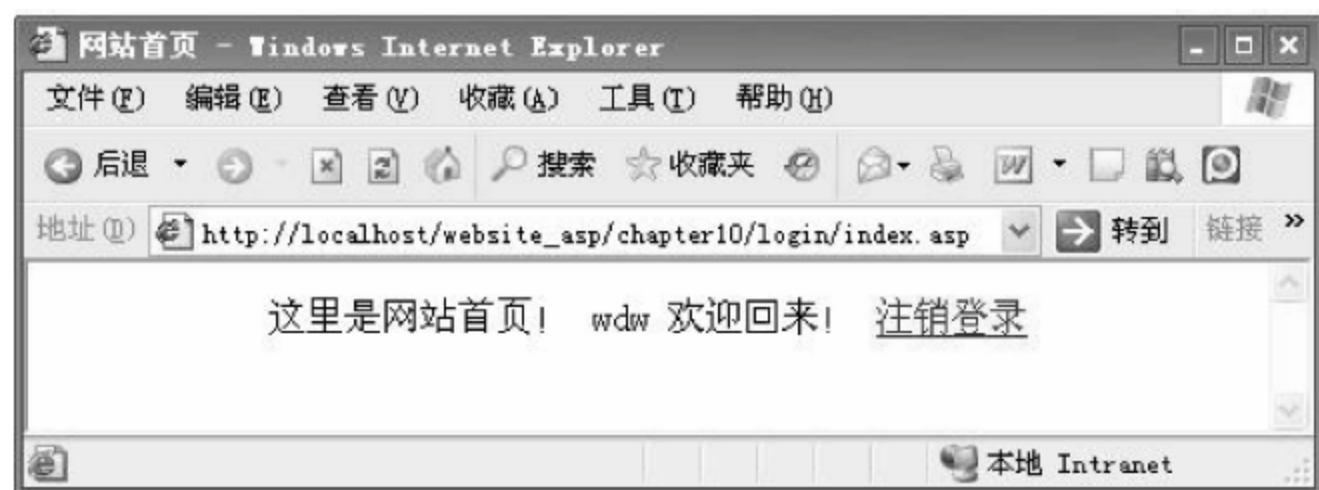 网站首页 - Windows Internet Explorer
文件(F) 编辑(E) 查看(V) 收藏(A) 工具(T) 帮助(H)
后退 搜索 收藏夹
地址(D) http://localhost/website_asp/chapter10/login/index.asp 转到 链接 »
这里是网站首页! wdw 欢迎回来! 注销登录
本地 Intranet